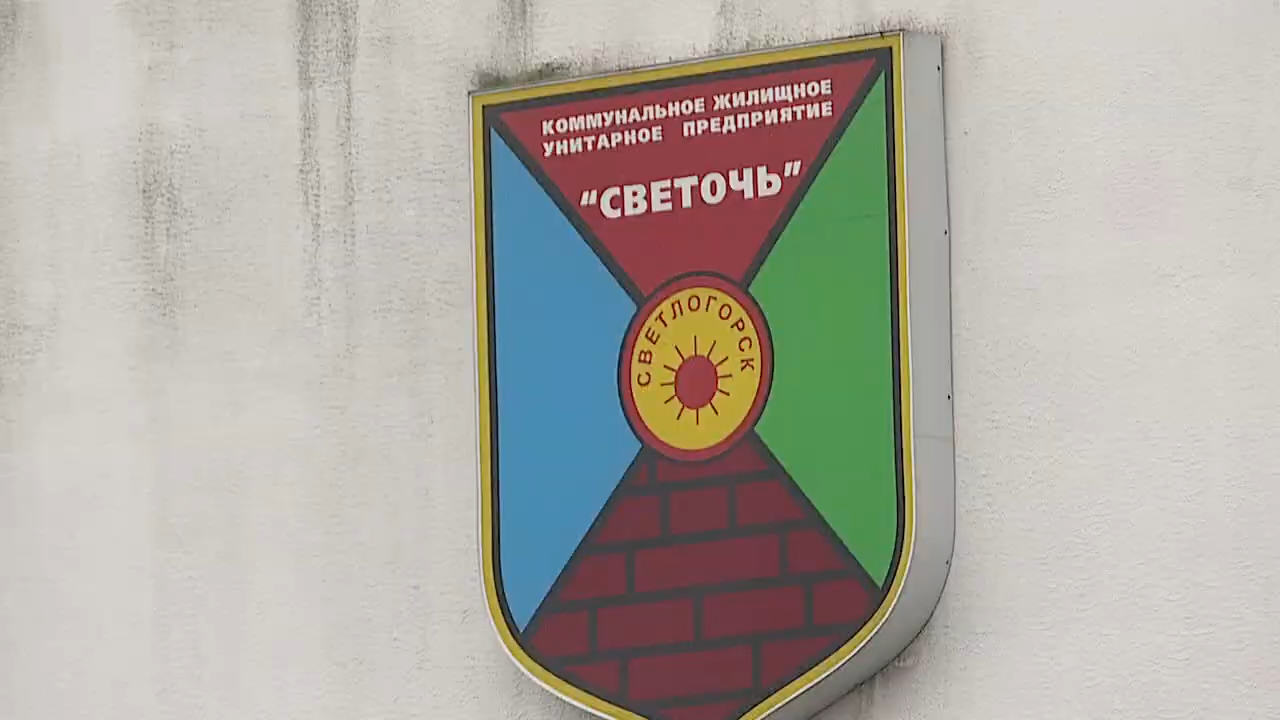 КОММУНАЛЬНОЕ ЖИЛИЩНОЕ
УНИТАРНОЕ ПРЕДПРИЯТИЕ
“СВЕТОЧЬ”
СВЕТЛОГОРСК